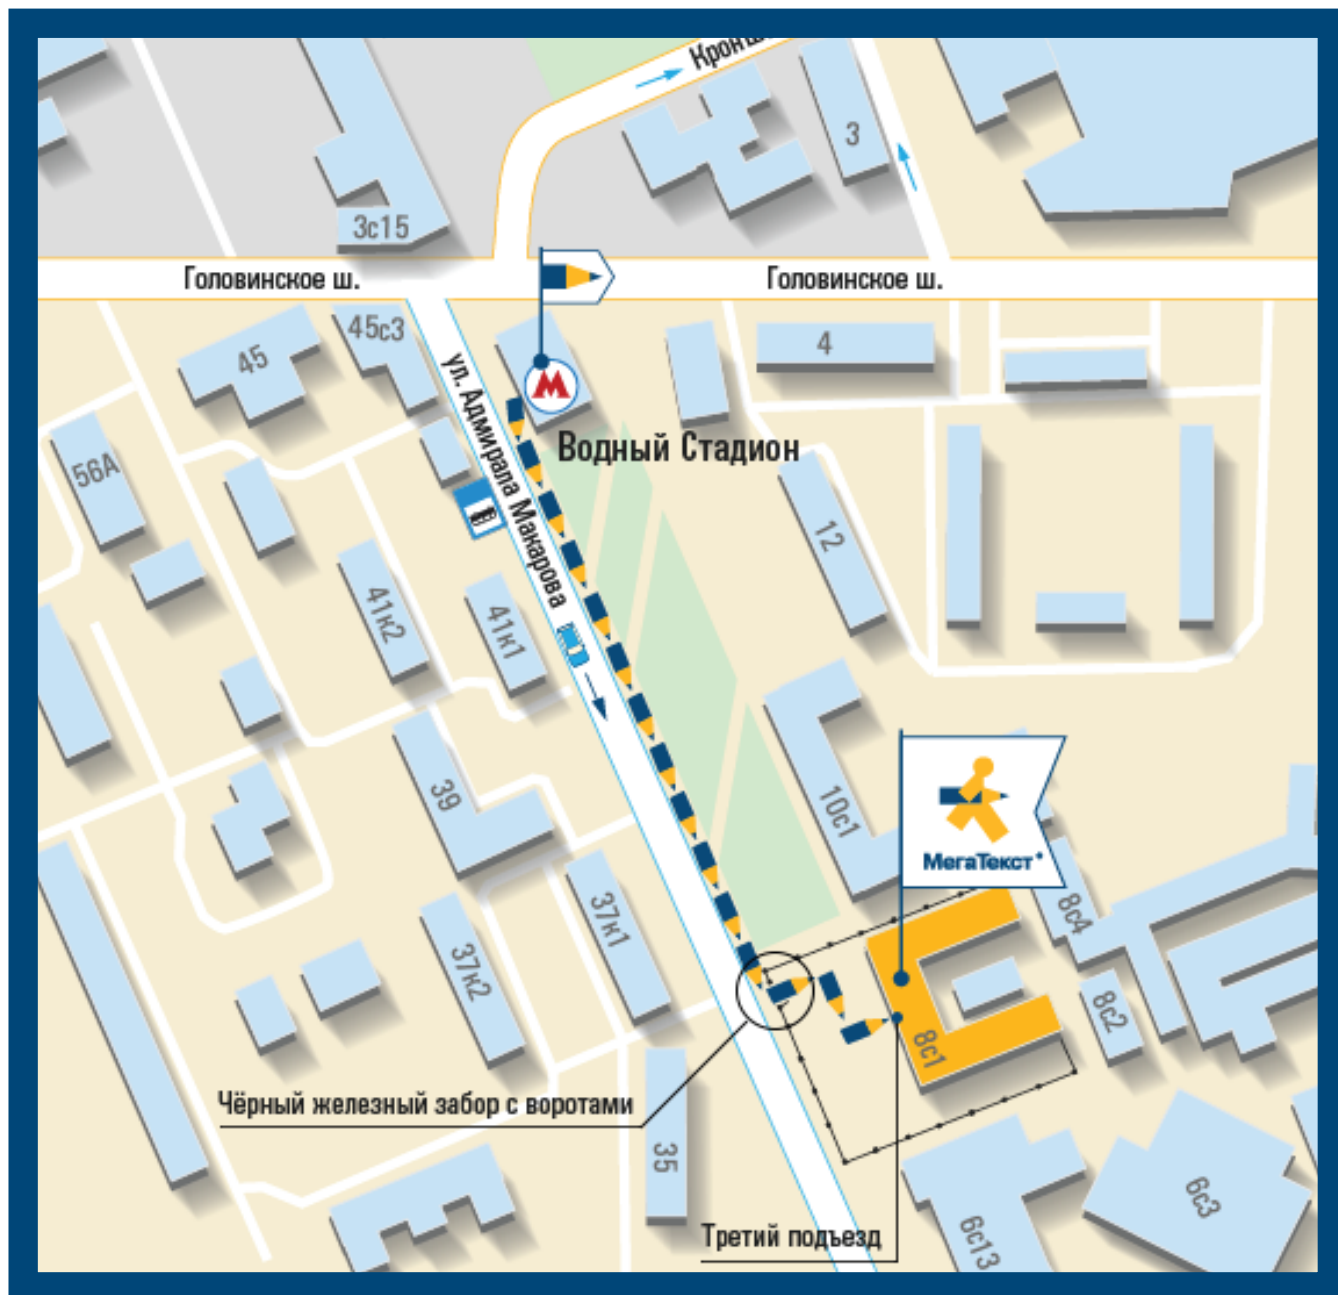 3
3с15
Головинское ш.
Головинское ш.
45с3
4
45
ул. Адмирала Макарова
М
Водный Стадион
56А
12
41к2
41к1
39
10с1
МегаТекст
37к1
8с4
37к2
8с2
8с1
Чёрный железный забор с воротами
35
6с3
Третий подъезд
6с13